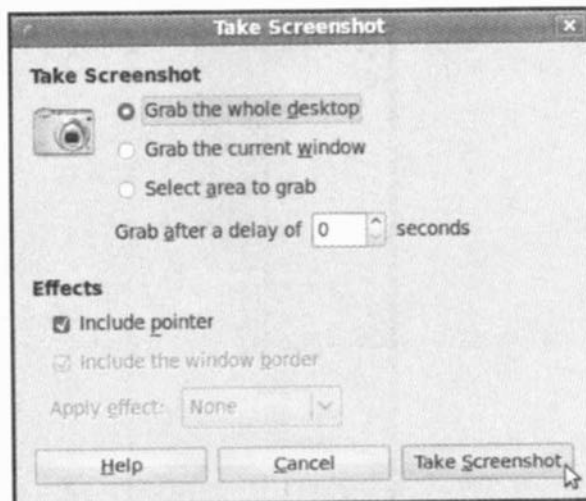 Take Screenshot
Take Screenshot
Grab the whole desktop
Grab the current window
Select area to grab
Grab after a delay of 0 seconds
Effects
Include pointer
Include the window border
Apply effect: None
Help Cancel Take Screenshot